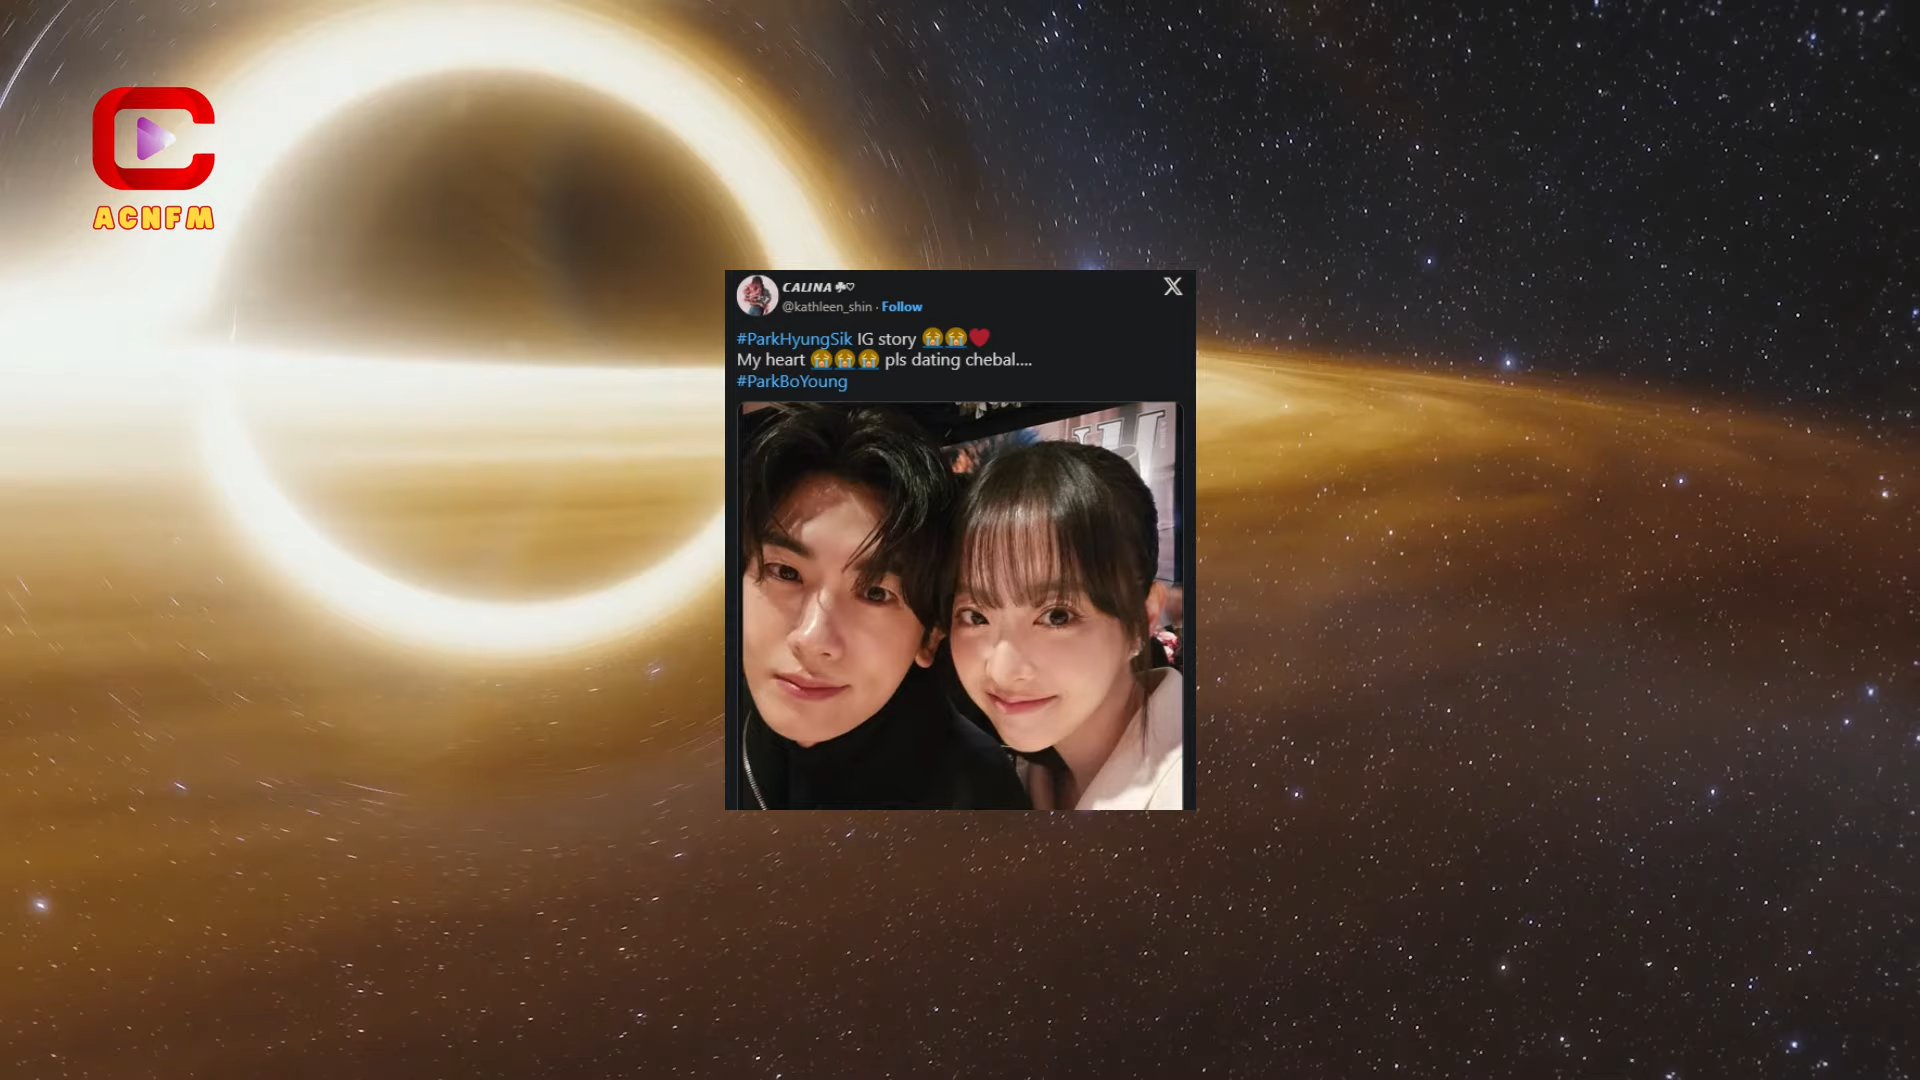 ACNFM
CALINA ☘♡
@kathleen_shin · Follow
#ParkHyungSik IG story 😭😭❤️
My heart 😭😭😭 pls dating chebal....
#ParkBoYoung